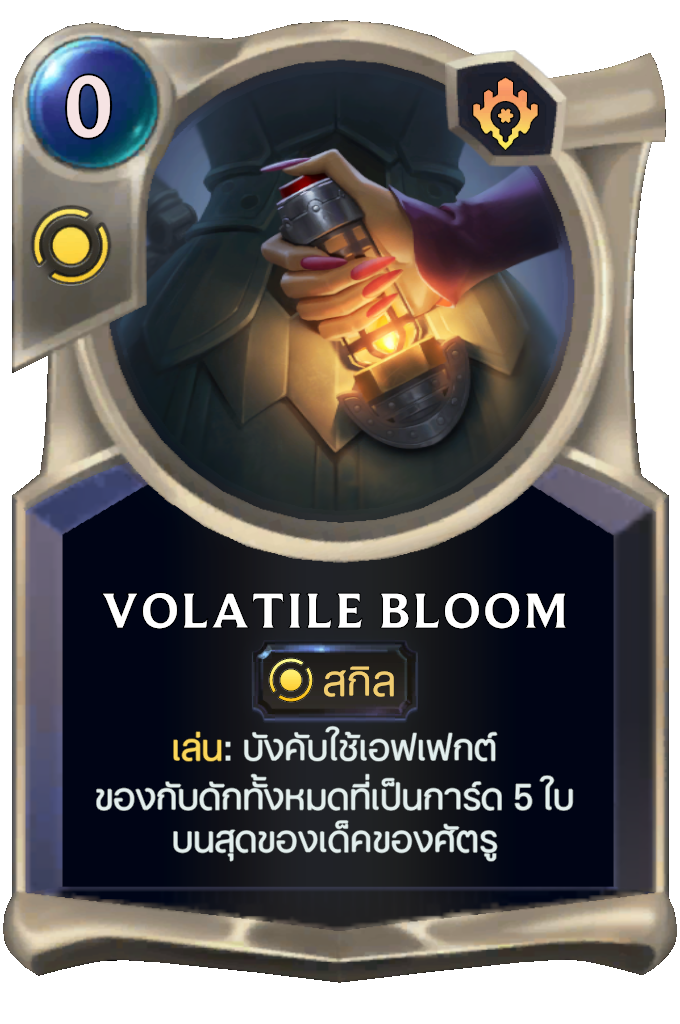 0
VOLATILE BLOOM
สกิล
เล่น: บังคับใช้เอฟเฟกต์
ของกับดักทั้งหมดที่เป็นการ์ด 5 ใบ
บนสุดของเด็คของศัตรู